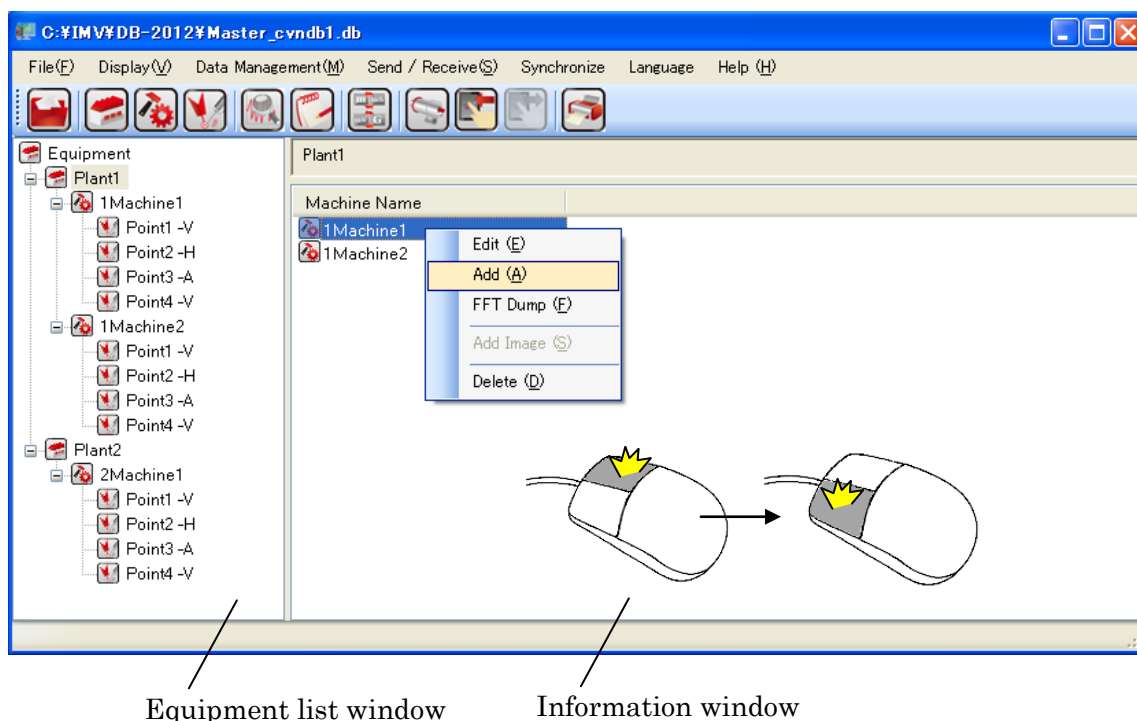 C:¥IMV¥DB-2012¥Master_cvndb1.db
File(F) Display(V) Data Management(M) Send / Receive(S) Synchronize Language Help (H)
Equipment
Plant1
1Machine1
Point1 -V
Point2 -H
Point3 -A
Point4 -V
1Machine2
Point1 -V
Point2 -H
Point3 -A
Point4 -V
Plant2
2Machine1
Point1 -V
Point2 -H
Point3 -A
Point4 -V
Plant1
Machine Name
1Machine1
1Machine2
Edit (E)
Add (A)
FFT Dump (F)
Add Image (S)
Delete (D)
Equipment list window
Information window